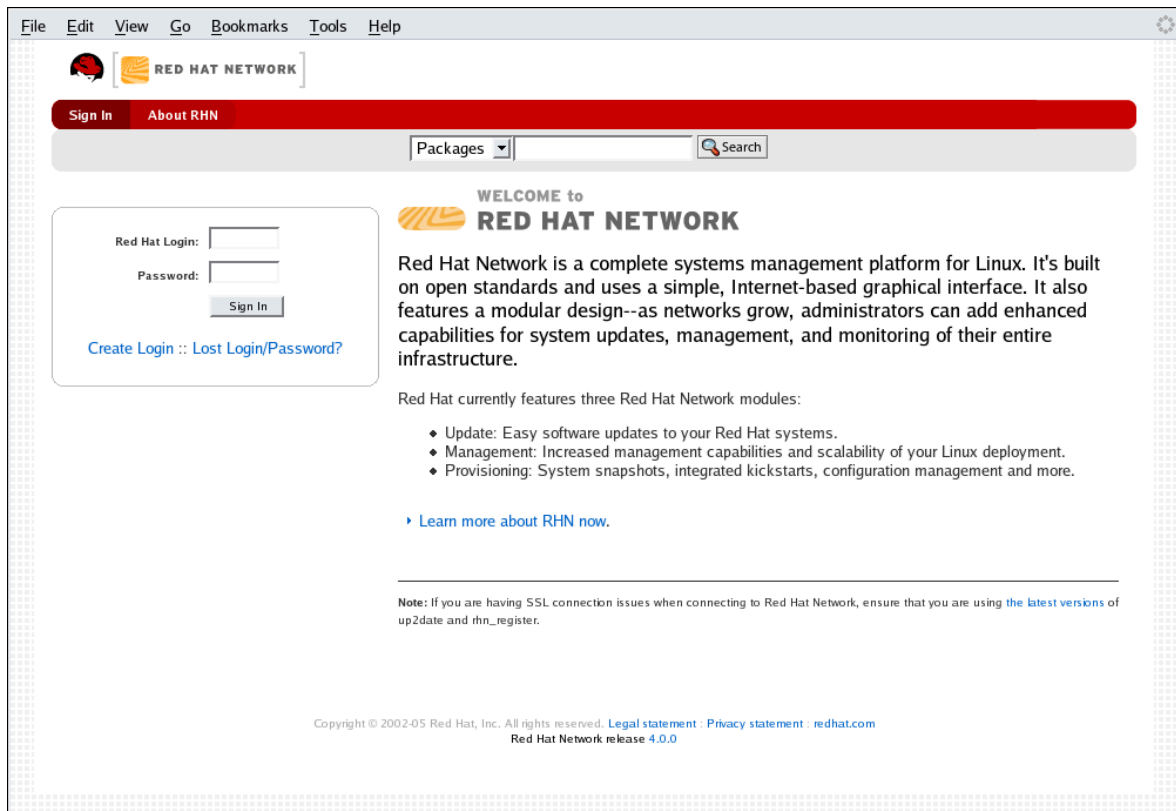 File Edit View Go Bookmarks Tools Help
RED HAT NETWORK
Sign In About RHN
Packages Search
WELCOME to
RED HAT NETWORK
Red Hat Login:
Password:
Sign In
Create Login :: Lost Login/Password?
Red Hat Network is a complete systems management platform for Linux. It's built
on open standards and uses a simple, Internet-based graphical interface. It also
features a modular design--as networks grow, administrators can add enhanced
capabilities for system updates, management, and monitoring of their entire
infrastructure.
Red Hat currently features three Red Hat Network modules:
Update: Easy software updates to your Red Hat systems.
Management: Increased management capabilities and scalability of your Linux deployment.
Provisioning: System snapshots, integrated kickstarts, configuration management and more.
Learn more about RHN now.
Note: If you are having SSL connection issues when connecting to Red Hat Network, ensure that you are using the latest versions of
up2date and rhn_register.
Copyright © 2002-05 Red Hat, Inc. All rights reserved. Legal statement : Privacy statement : redhat.com
Red Hat Network release 4.0.0